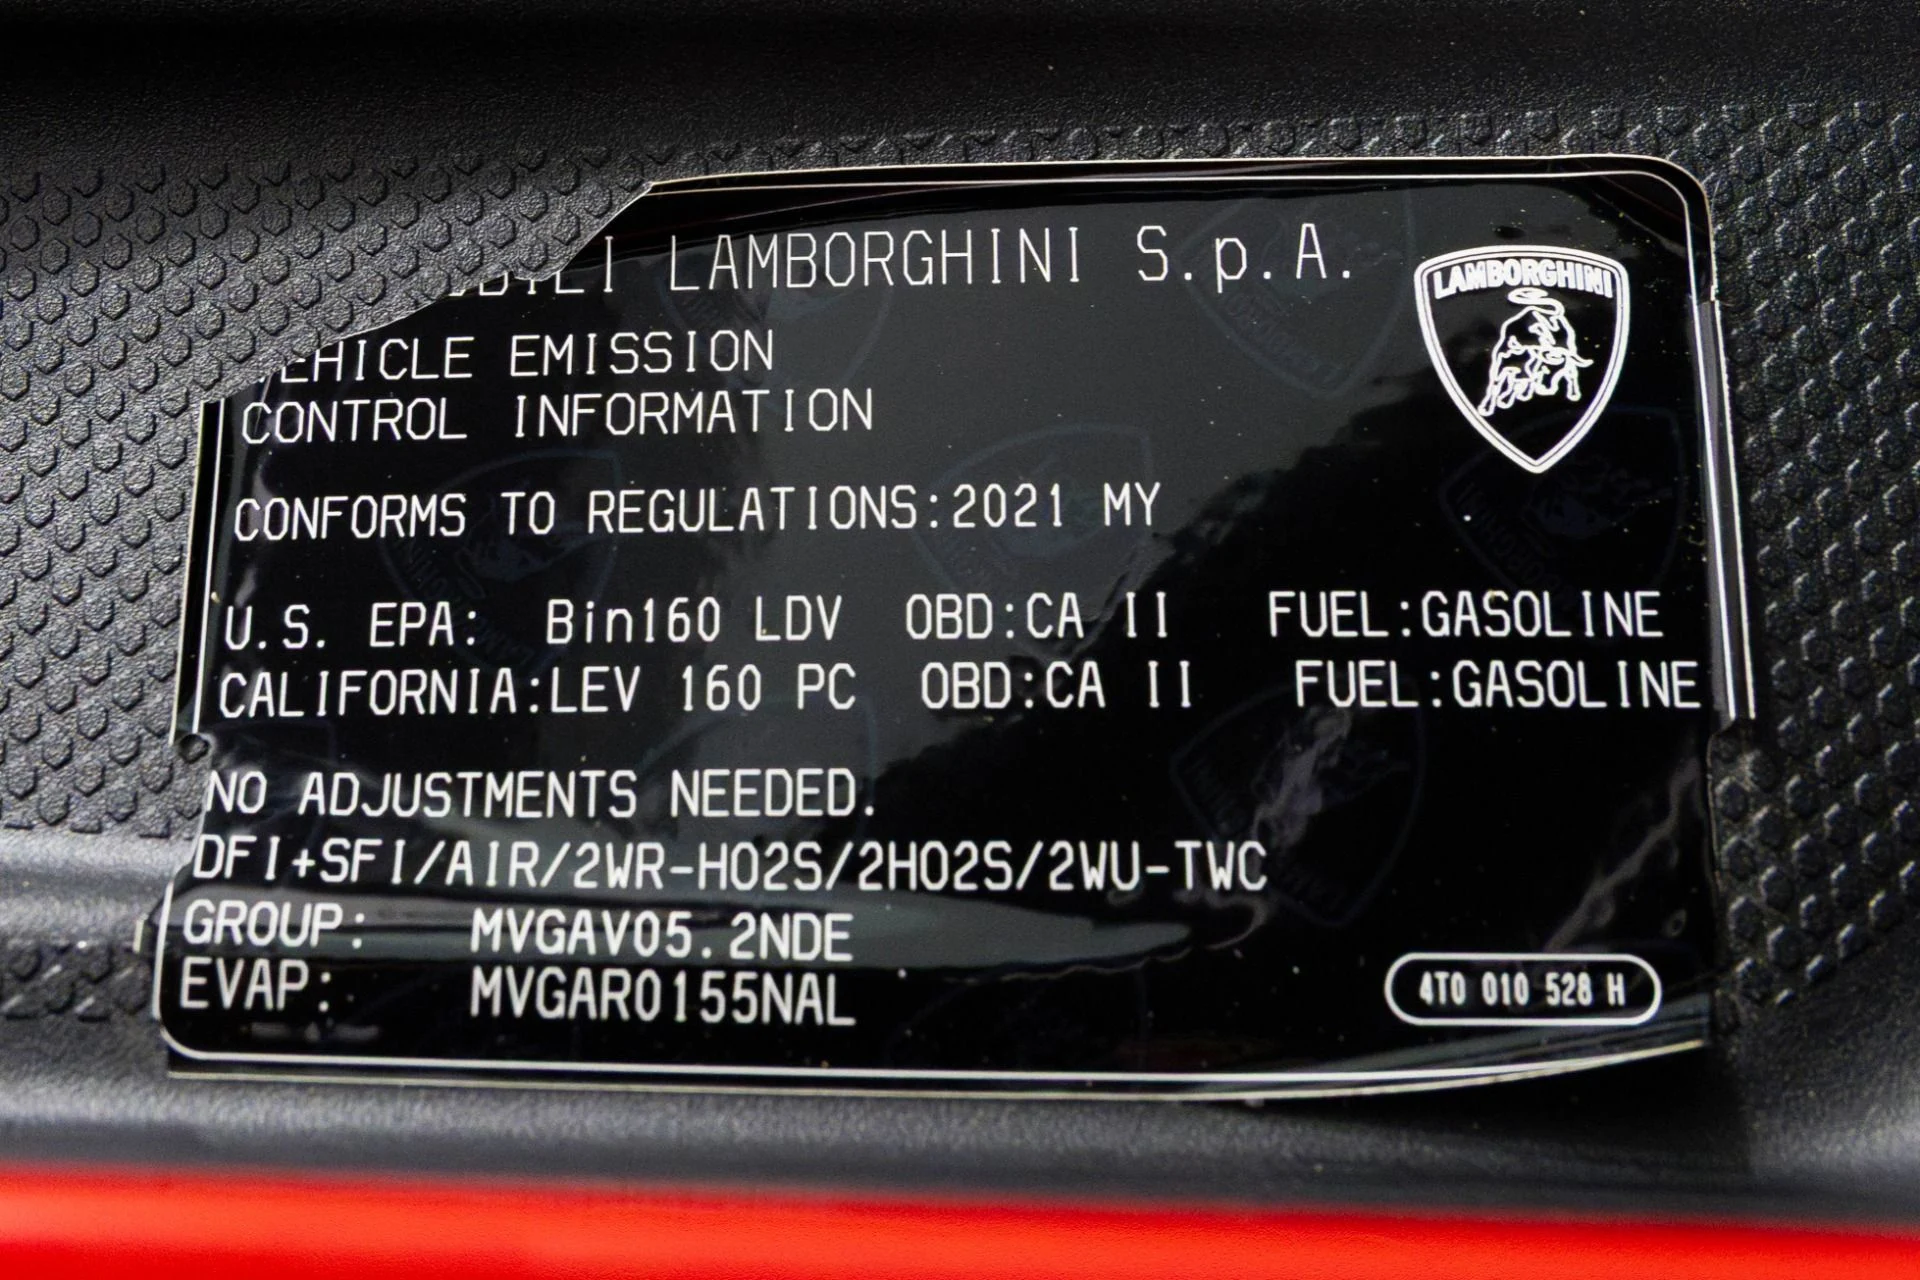 LAMBORGHINI S.p.A.
LAMBORGHINI
VEHICLE EMISSION
CONTROL INFORMATION
CONFORMS TO REGULATIONS:2021 MY
U.S. EPA: Bin160 LDV OBD:CA II FUEL:GASOLINE
CALIFORNIA:LEV 160 PC OBD:CA II FUEL:GASOLINE
NO ADJUSTMENTS NEEDED.
DFI+SFI/AIR/2WR-HO2S/2HO2S/2WU-TWC
GROUP: MVGAV05.2NDE
EVAP: MVGAR0155NAL
4T0 010 528 H